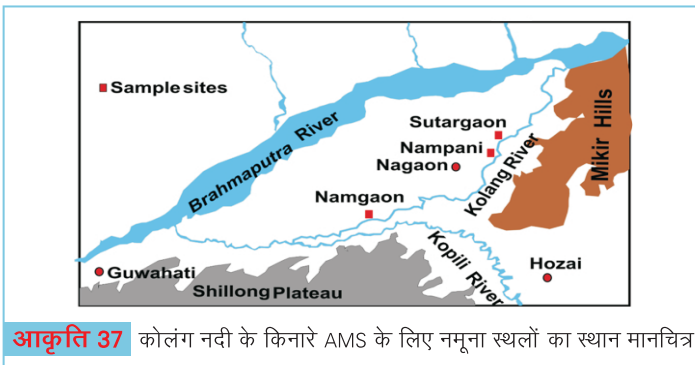 Sample sites
Sutargaon
Nampani
Nagaon
Brahmaputra River
Kolang River
Mikir Hills
Namgaon
Kopili River
Guwahati
Hozai
Shillong Plateau
आकृति 37 कोलंग नदी के किनारे AMS के लिए नमूना स्थलों का स्थान मानचित्र